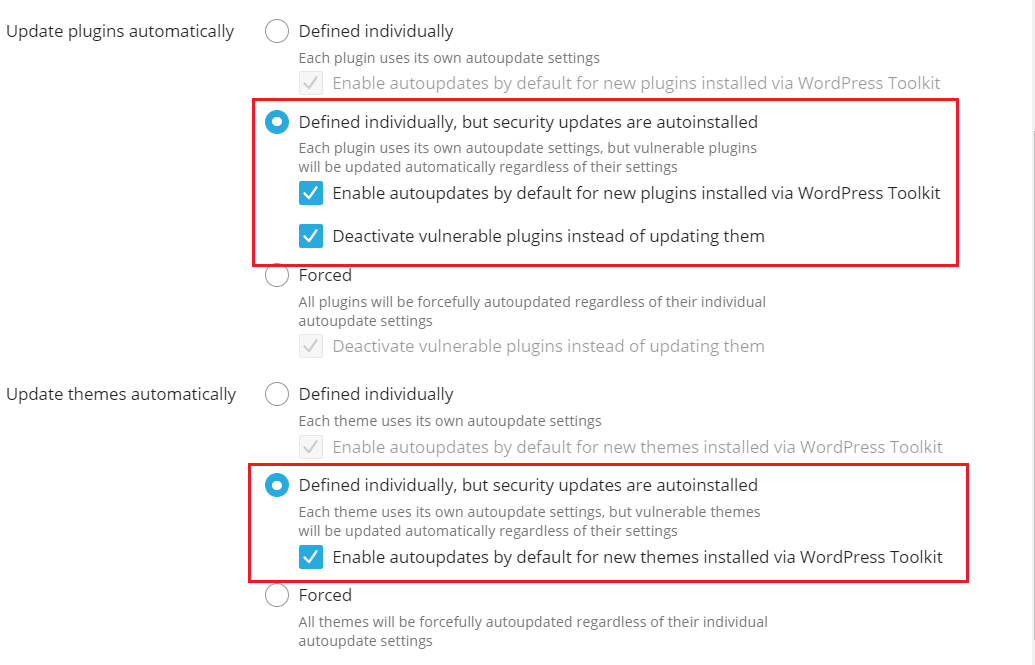 Update plugins automatically
Defined individually
Each plugin uses its own autoupdate settings
Enable autoupdates by default for new plugins installed via WordPress Toolkit
Defined individually, but security updates are autoinstalled
Each plugin uses its own autoupdate settings, but vulnerable plugins
will be updated automatically regardless of their settings
Enable autoupdates by default for new plugins installed via WordPress Toolkit
Deactivate vulnerable plugins instead of updating them
Forced
All plugins will be forcefully autoupdated regardless of their individual
autoupdate settings
Deactivate vulnerable plugins instead of updating them
Update themes automatically
Defined individually
Each theme uses its own autoupdate settings
Enable autoupdates by default for new themes installed via WordPress Toolkit
Defined individually, but security updates are autoinstalled
Each theme uses its own autoupdate settings, but vulnerable themes
will be updated automatically regardless of their settings
Enable autoupdates by default for new themes installed via WordPress Toolkit
Forced
All themes will be forcefully autoupdated regardless of their individual
autoupdate settings